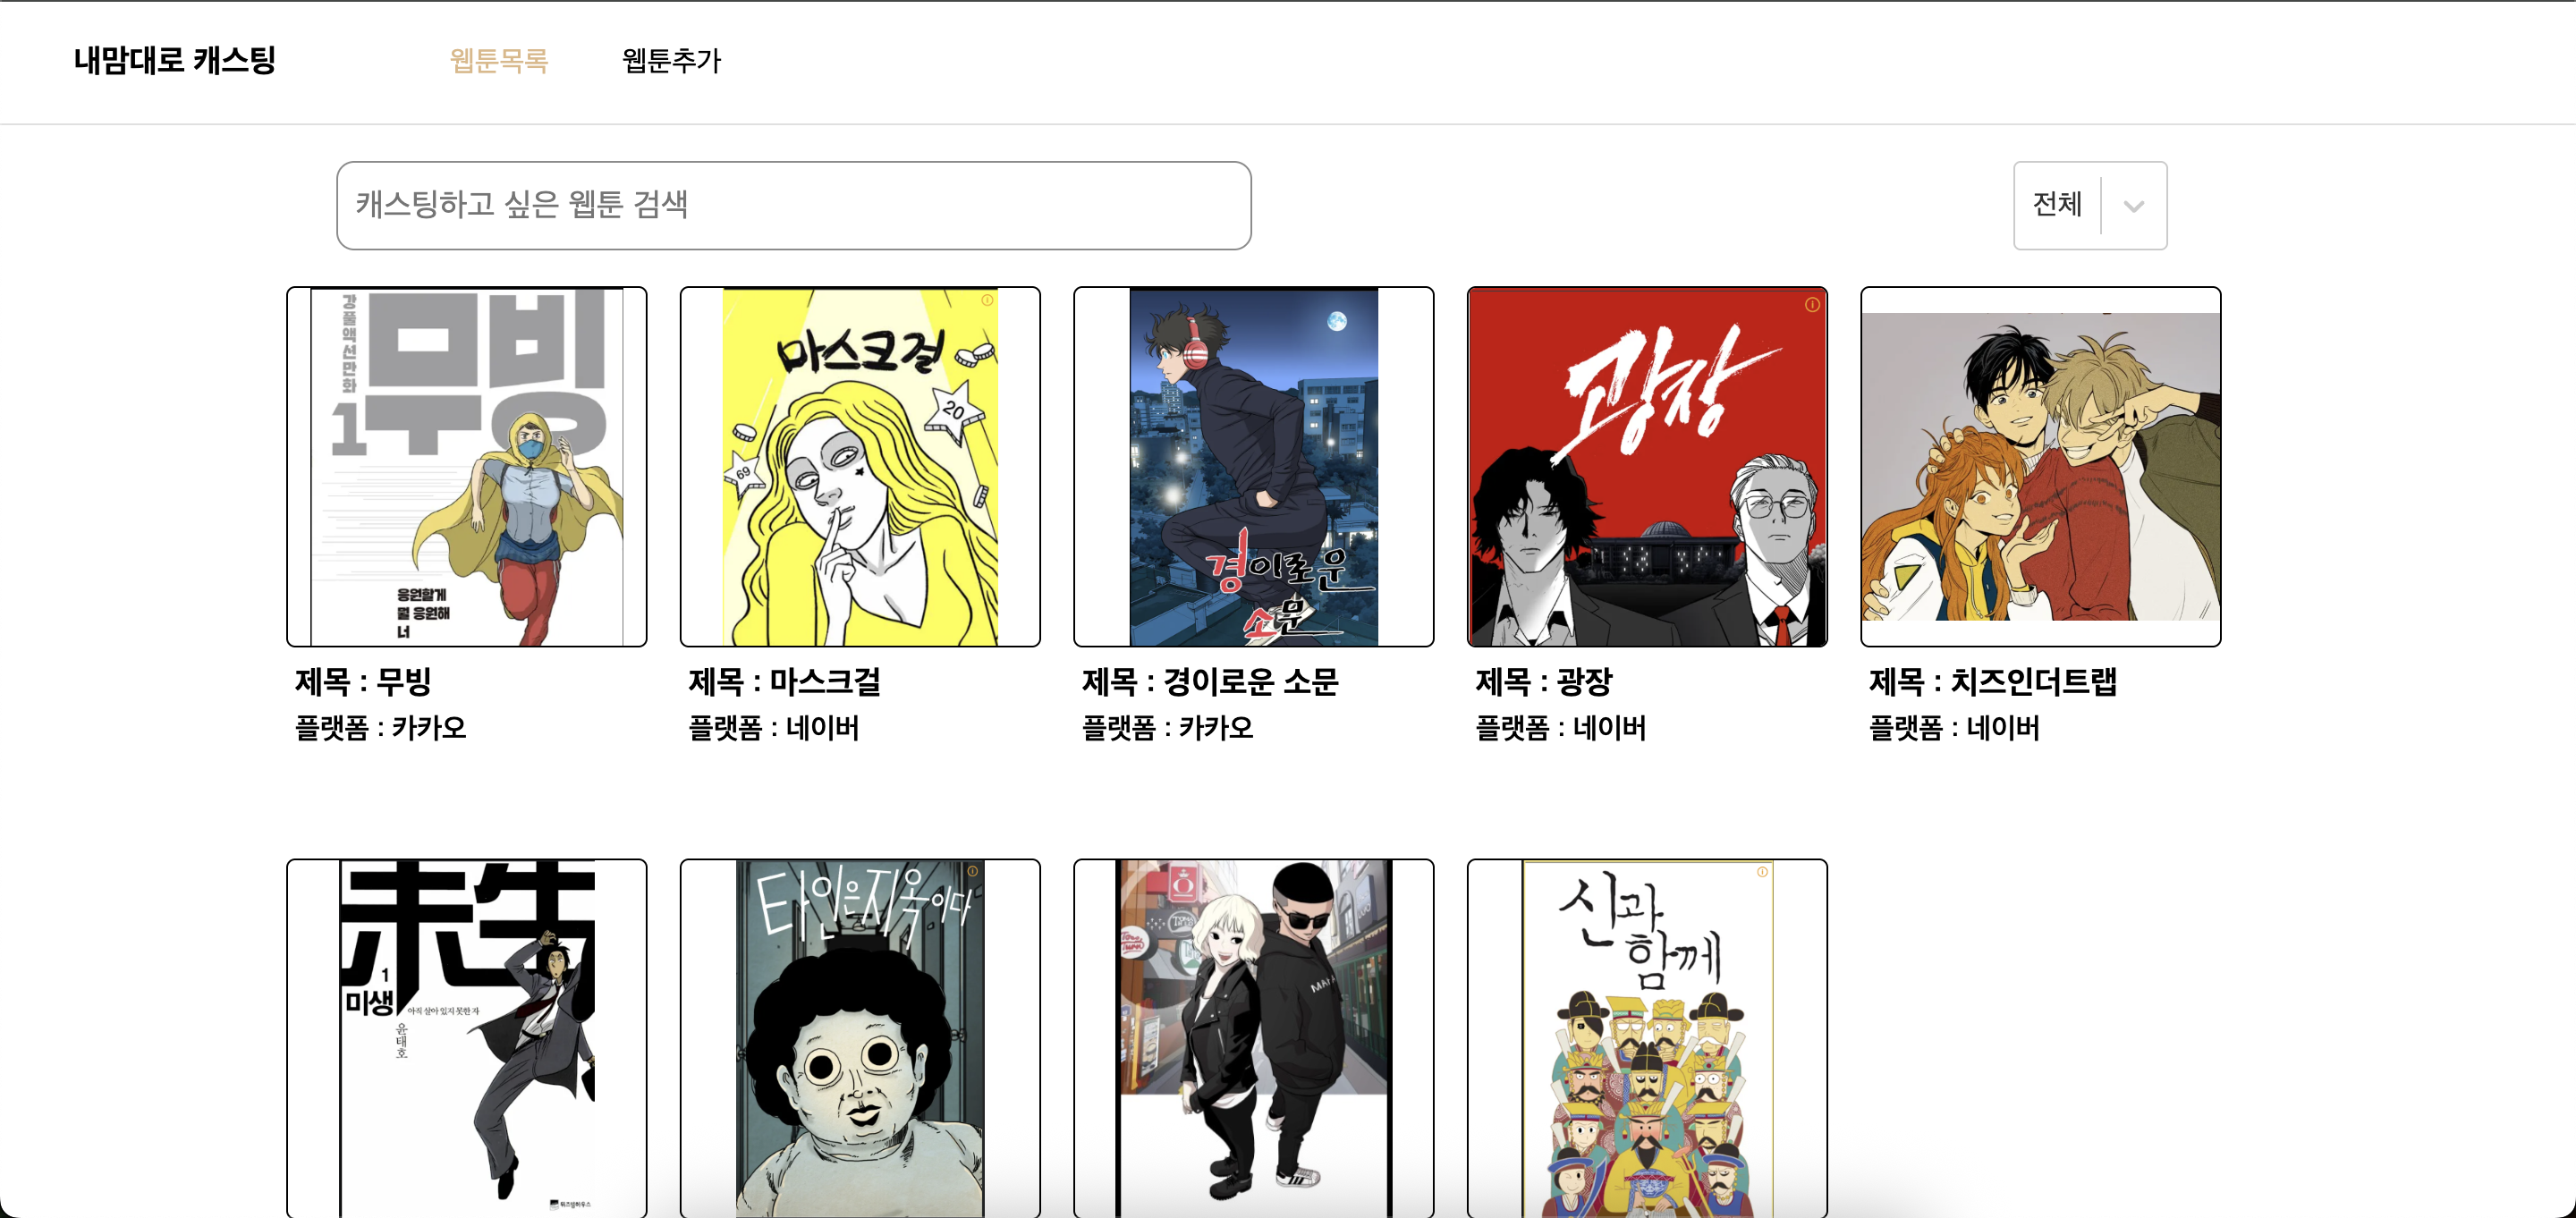 내맘대로 캐스팅
웹툰목록
웹툰추가
캐스팅하고 싶은 웹툰 검색
전체
강풀액션만화
무빙
1
응원할게
뭘 응원해
너
제목 : 무빙
플랫폼 : 카카오
마스크걸
20
69
제목 : 마스크걸
플랫폼 : 네이버
경이로운
소문
제목 : 경이로운 소문
플랫폼 : 카카오
광장
제목 : 광장
플랫폼 : 네이버
제목 : 치즈인더트랩
플랫폼 : 네이버
未生
1
미생
아직 살아 있지 못한 자
윤태호
위즈덤하우스
타인은 지옥이다
신과
함께